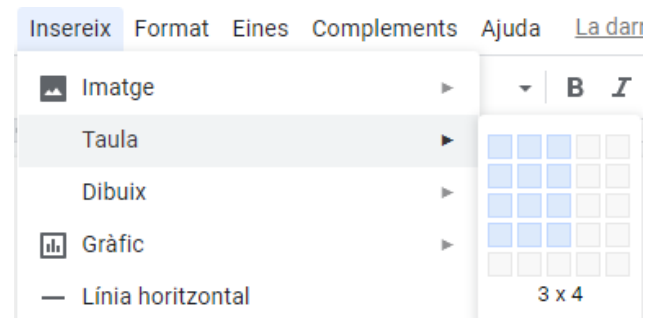 Insereix Format Eines Complements Ajuda La darr
Imatge
B I
Taula
Dibuix
Gràfic
Línia horitzontal
3 x 4